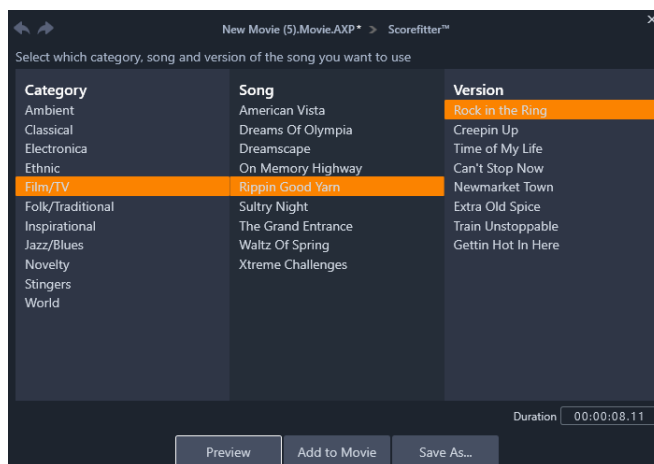 New Movie (5).Movie.AXP* > Scorefitter™
Select which category, song and version of the song you want to use
Category
Ambient
Classical
Electronica
Ethnic
Film/TV
Folk/Traditional
Inspirational
Jazz/Blues
Novelty
Stingers
World
Song
American Vista
Dreams Of Olympia
Dreamscape
On Memory Highway
Rippin Good Yarn
Sultry Night
The Grand Entrance
Waltz Of Spring
Xtreme Challenges
Version
Rock in the Ring
Creepin Up
Time of My Life
Can't Stop Now
Newmarket Town
Extra Old Spice
Train Unstoppable
Gettin Hot In Here
Duration 00:00:08.11
Preview Add to Movie Save As...